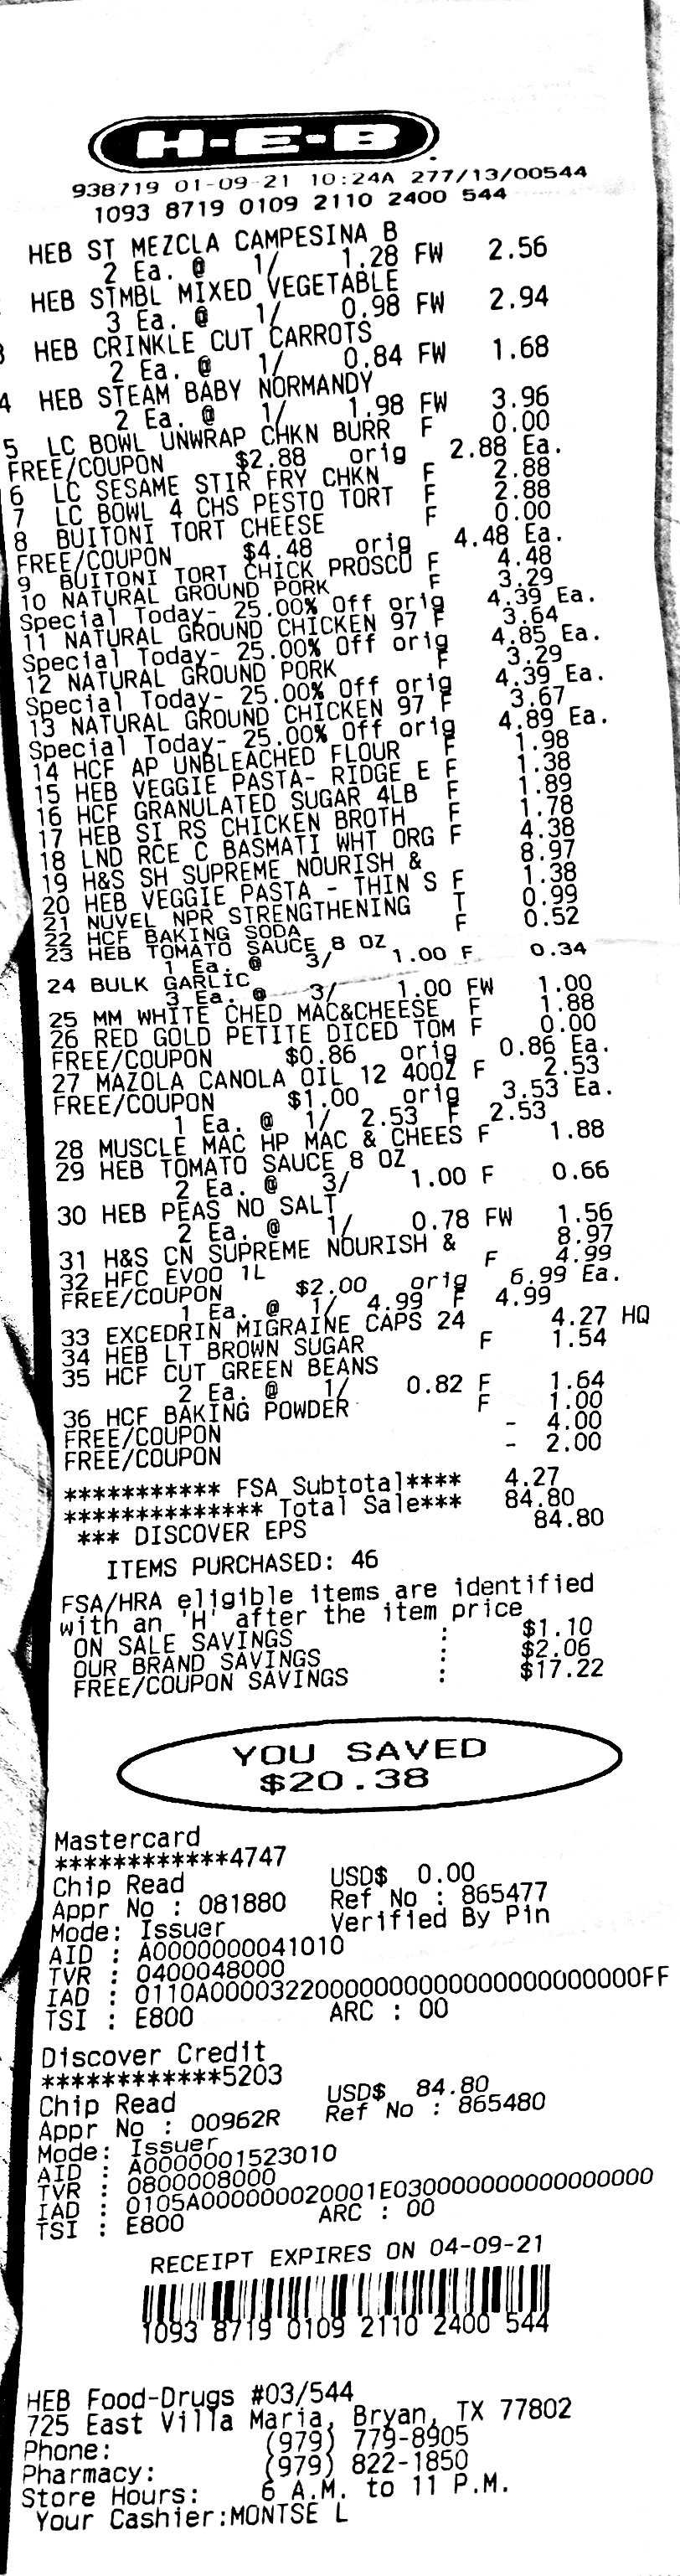 H-E-B
938719 01-09-21 10:24A 277/13/00544
1093 8719 0109 2110 2400 544
HEB ST MEZCLA CAMPESINA B
2 Ea. @ 1/ 1.28 FW 2.56
HEB STMBL MIXED VEGETABLE
3 Ea. @ 1/ 0.98 FW 2.94
3 HEB CRINKLE CUT CARROTS
2 Ea. @ 1/ 0.84 FW 1.68
4 HEB STEAM BABY NORMANDY
2 Ea. @ 1/ 1.98 FW 3.96
5 LC BOWL UNWRAP CHKN BURR F 0.00
FREE/COUPON $2.88 orig 2.88 Ea.
6 LC SESAME STIR FRY CHKN F 2.88
7 LC BOWL 4 CHS PESTO TORT F 2.88
8 BUITONI TORT CHEESE F 0.00
FREE/COUPON $4.48 orig 4.48 Ea.
9 BUITONI TORT CHICK PROSCU F 4.48
10 NATURAL GROUND PORK F 3.29
Special Today- 25.00% Off orig 4.39 Ea.
11 NATURAL GROUND CHICKEN 97 F 3.64
Special Today- 25.00% Off orig 4.85 Ea.
12 NATURAL GROUND PORK F 3.29
Special Today- 25.00% Off orig 4.39 Ea.
13 NATURAL GROUND CHICKEN 97 F 3.67
Special Today- 25.00% Off orig 4.89 Ea.
14 HCF AP UNBLEACHED FLOUR F 1.98
15 HEB VEGGIE PASTA- RIDGE E F 1.38
16 HCF GRANULATED SUGAR 4LB F 1.89
17 HEB SI RS CHICKEN BROTH F 1.78
18 LND RCE C BASMATI WHT ORG F 4.38
19 H&S SH SUPREME NOURISH & 8.97
20 HEB VEGGIE PASTA - THIN S F 1.38
21 NUVEL NPR STRENGTHENING T 0.99
22 HCF BAKING SODA F 0.52
23 HEB TOMATO SAUCE 8 OZ
1 Ea. @ 3/ 1.00 F 0.34
24 BULK GARLIC
3 Ea. @ 3/ 1.00 FW 1.00
25 MM WHITE CHED MAC&CHEESE F 1.88
26 RED GOLD PETITE DICED TOM F 0.00
FREE/COUPON $0.86 orig 0.86 Ea.
27 MAZOLA CANOLA OIL 12 40OZ F 2.53
FREE/COUPON $1.00 orig 3.53 Ea.
1 Ea. @ 1/ 2.53 F 2.53
28 MUSCLE MAC HP MAC & CHEES F 1.88
29 HEB TOMATO SAUCE 8 OZ
2 Ea. @ 3/ 1.00 F 0.66
30 HEB PEAS NO SALT
2 Ea. @ 1/ 0.78 FW 1.56
31 H&S CN SUPREME NOURISH & 8.97
32 HFC EVOO 1L F 4.99
FREE/COUPON $2.00 orig 6.99 Ea.
1 Ea. @ 1/ 4.99 F 4.99
33 EXCEDRIN MIGRAINE CAPS 24 4.27 HQ
34 HEB LT BROWN SUGAR F 1.54
35 HCF CUT GREEN BEANS
2 Ea. @ 1/ 0.82 F 1.64
36 HCF BAKING POWDER F 1.00
FREE/COUPON - 4.00
FREE/COUPON - 2.00
*********** FSA Subtotal**** 4.27
************** Total Sale*** 84.80
*** DISCOVER EPS 84.80
ITEMS PURCHASED: 46
FSA/HRA eligible items are identified
with an 'H' after the item price
ON SALE SAVINGS : $1.10
OUR BRAND SAVINGS : $2.06
FREE/COUPON SAVINGS : $17.22
YOU SAVED
$20.38
Mastercard
************4747
Chip Read USD$ 0.00
Appr No : 081880 Ref No : 865477
Mode: Issuer Verified By Pin
AID : A0000000041010
TVR : 0400048000
IAD : 0110A00003220000000000000000000000FF
TSI : E800 ARC : 00
Discover Credit
************5203
Chip Read USD$ 84.80
Appr No : 00962R Ref No : 865480
Mode: Issuer
AID : A0000001523010
TVR : 0800008000
IAD : 0105A000000020001E030000000000000000
TSI : E800 ARC : 00
RECEIPT EXPIRES ON 04-09-21
1093 8719 0109 2110 2400 544
HEB Food-Drugs #03/544
725 East Villa Maria, Bryan, TX 77802
Phone: (979) 779-8905
Pharmacy: (979) 822-1850
Store Hours: 6 A.M. to 11 P.M.
Your Cashier:MONTSE L